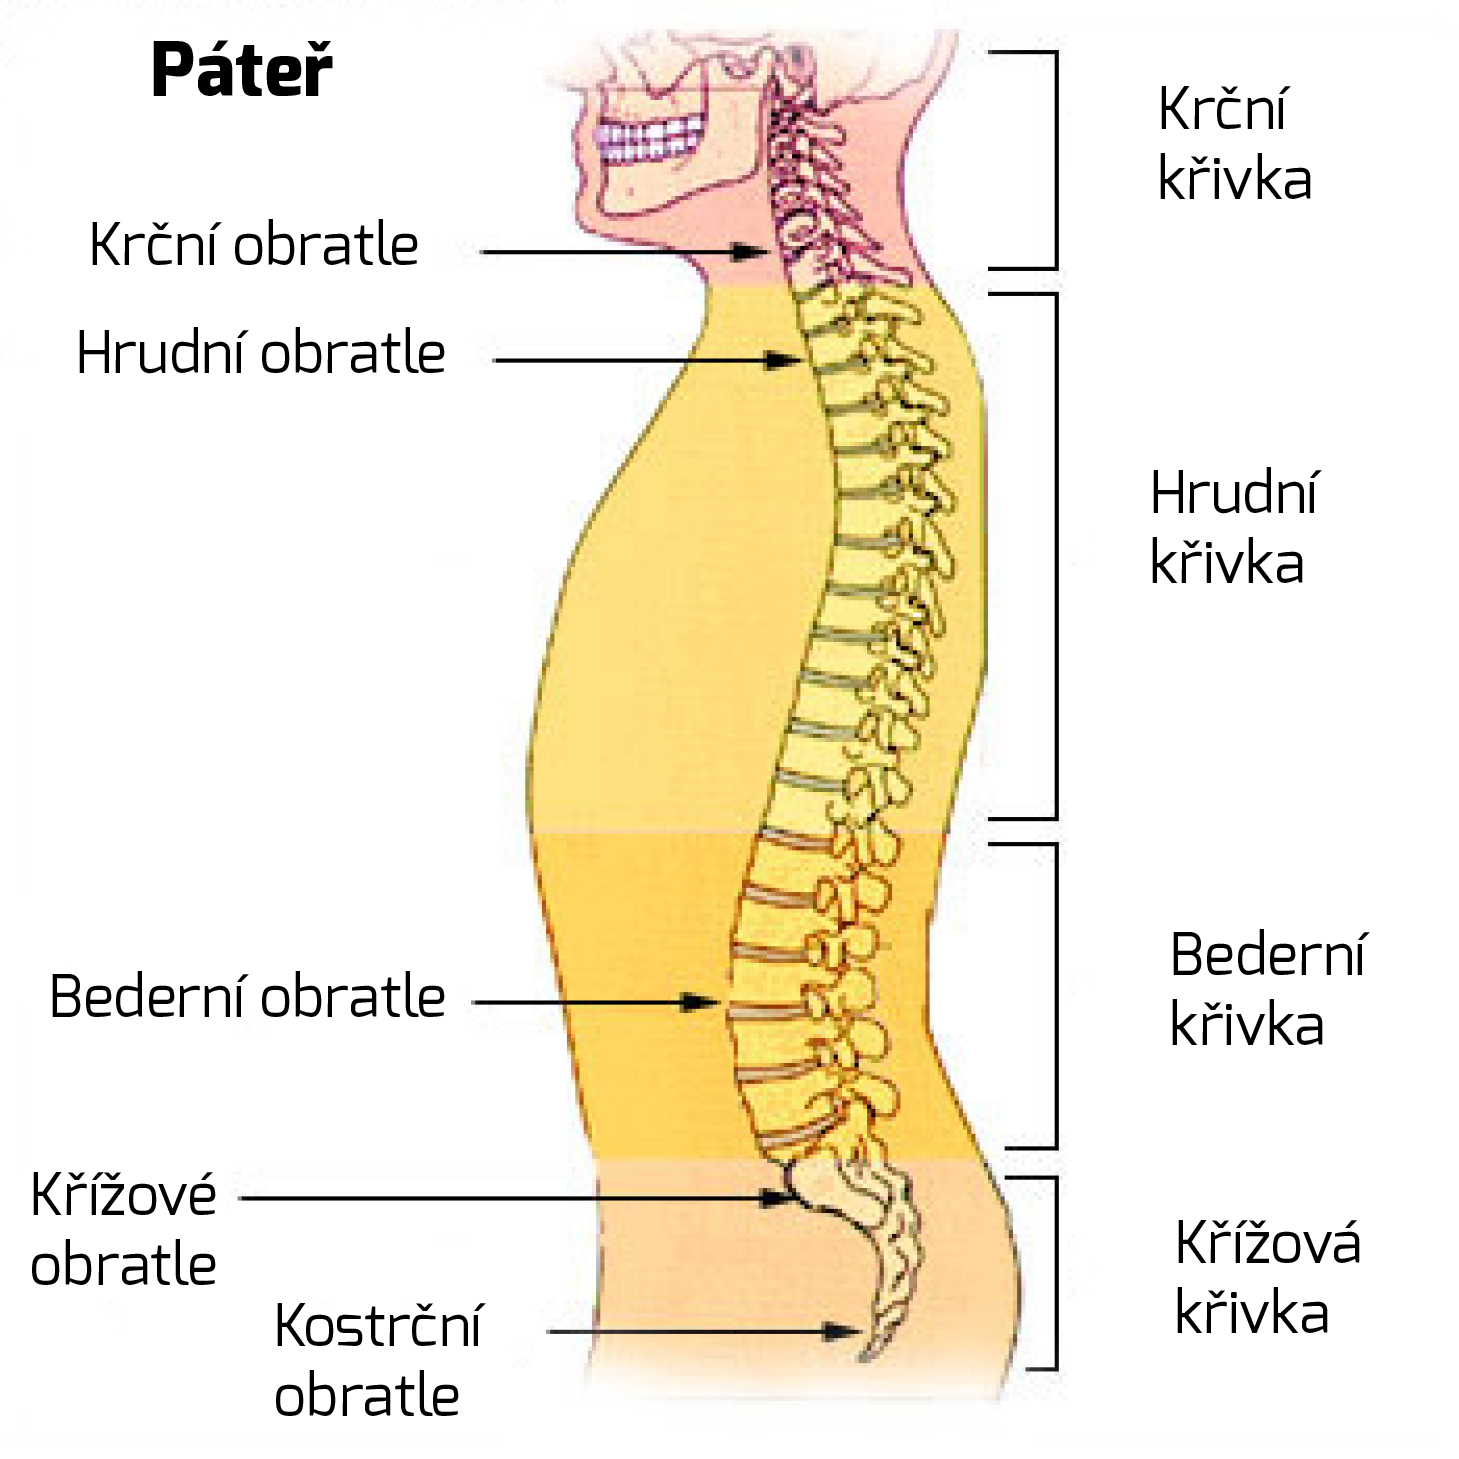 Páteř
Krční
křivka
Krční obratle
Hrudní obratle
Hrudní
křivka
Bederní
křivka
Bederní obratle
Křížové
obratle
Křížová
křivka
Kostrční
obratle